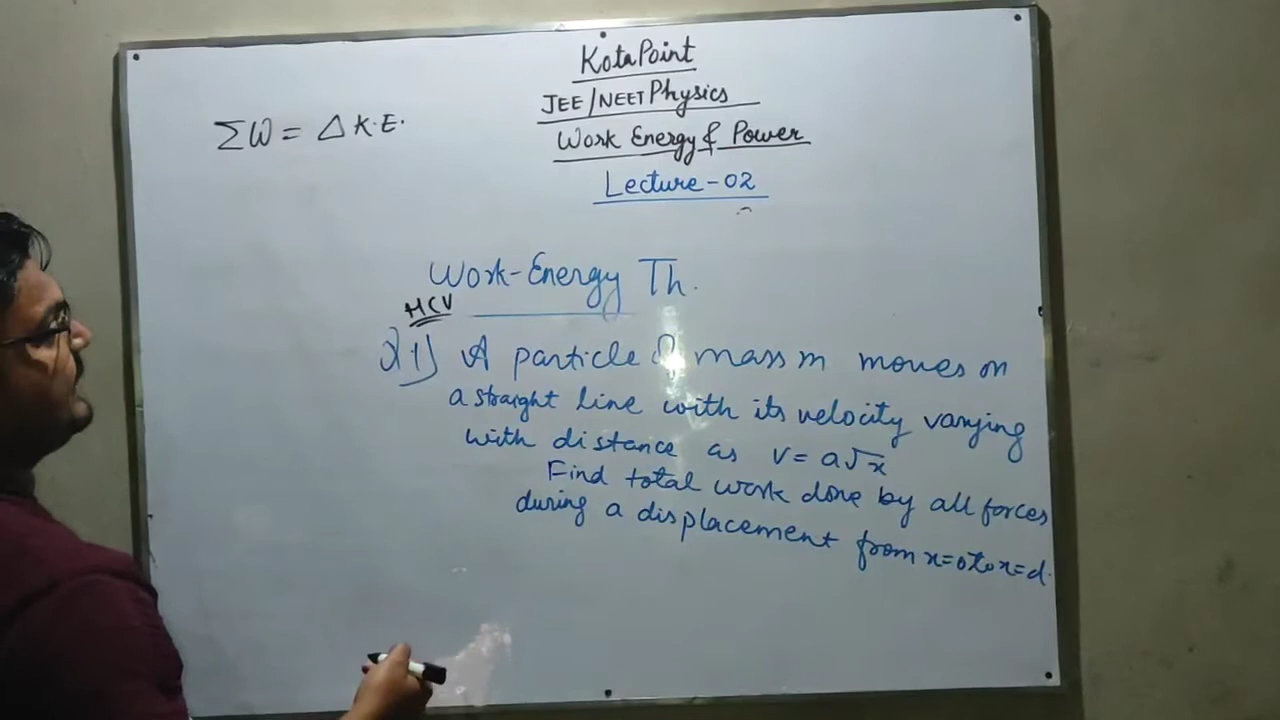 KotaPoint
JEE/NEET Physics
Work Energy & Power
Lecture-02
ΣW = Δ K.E.
Work-Energy Th.
HCV
1) A particle of mass m moves on
a straight line with its velocity varying
with distance as v = a√x
Find total work done by all forces
during a displacement from x=0 to x=d.